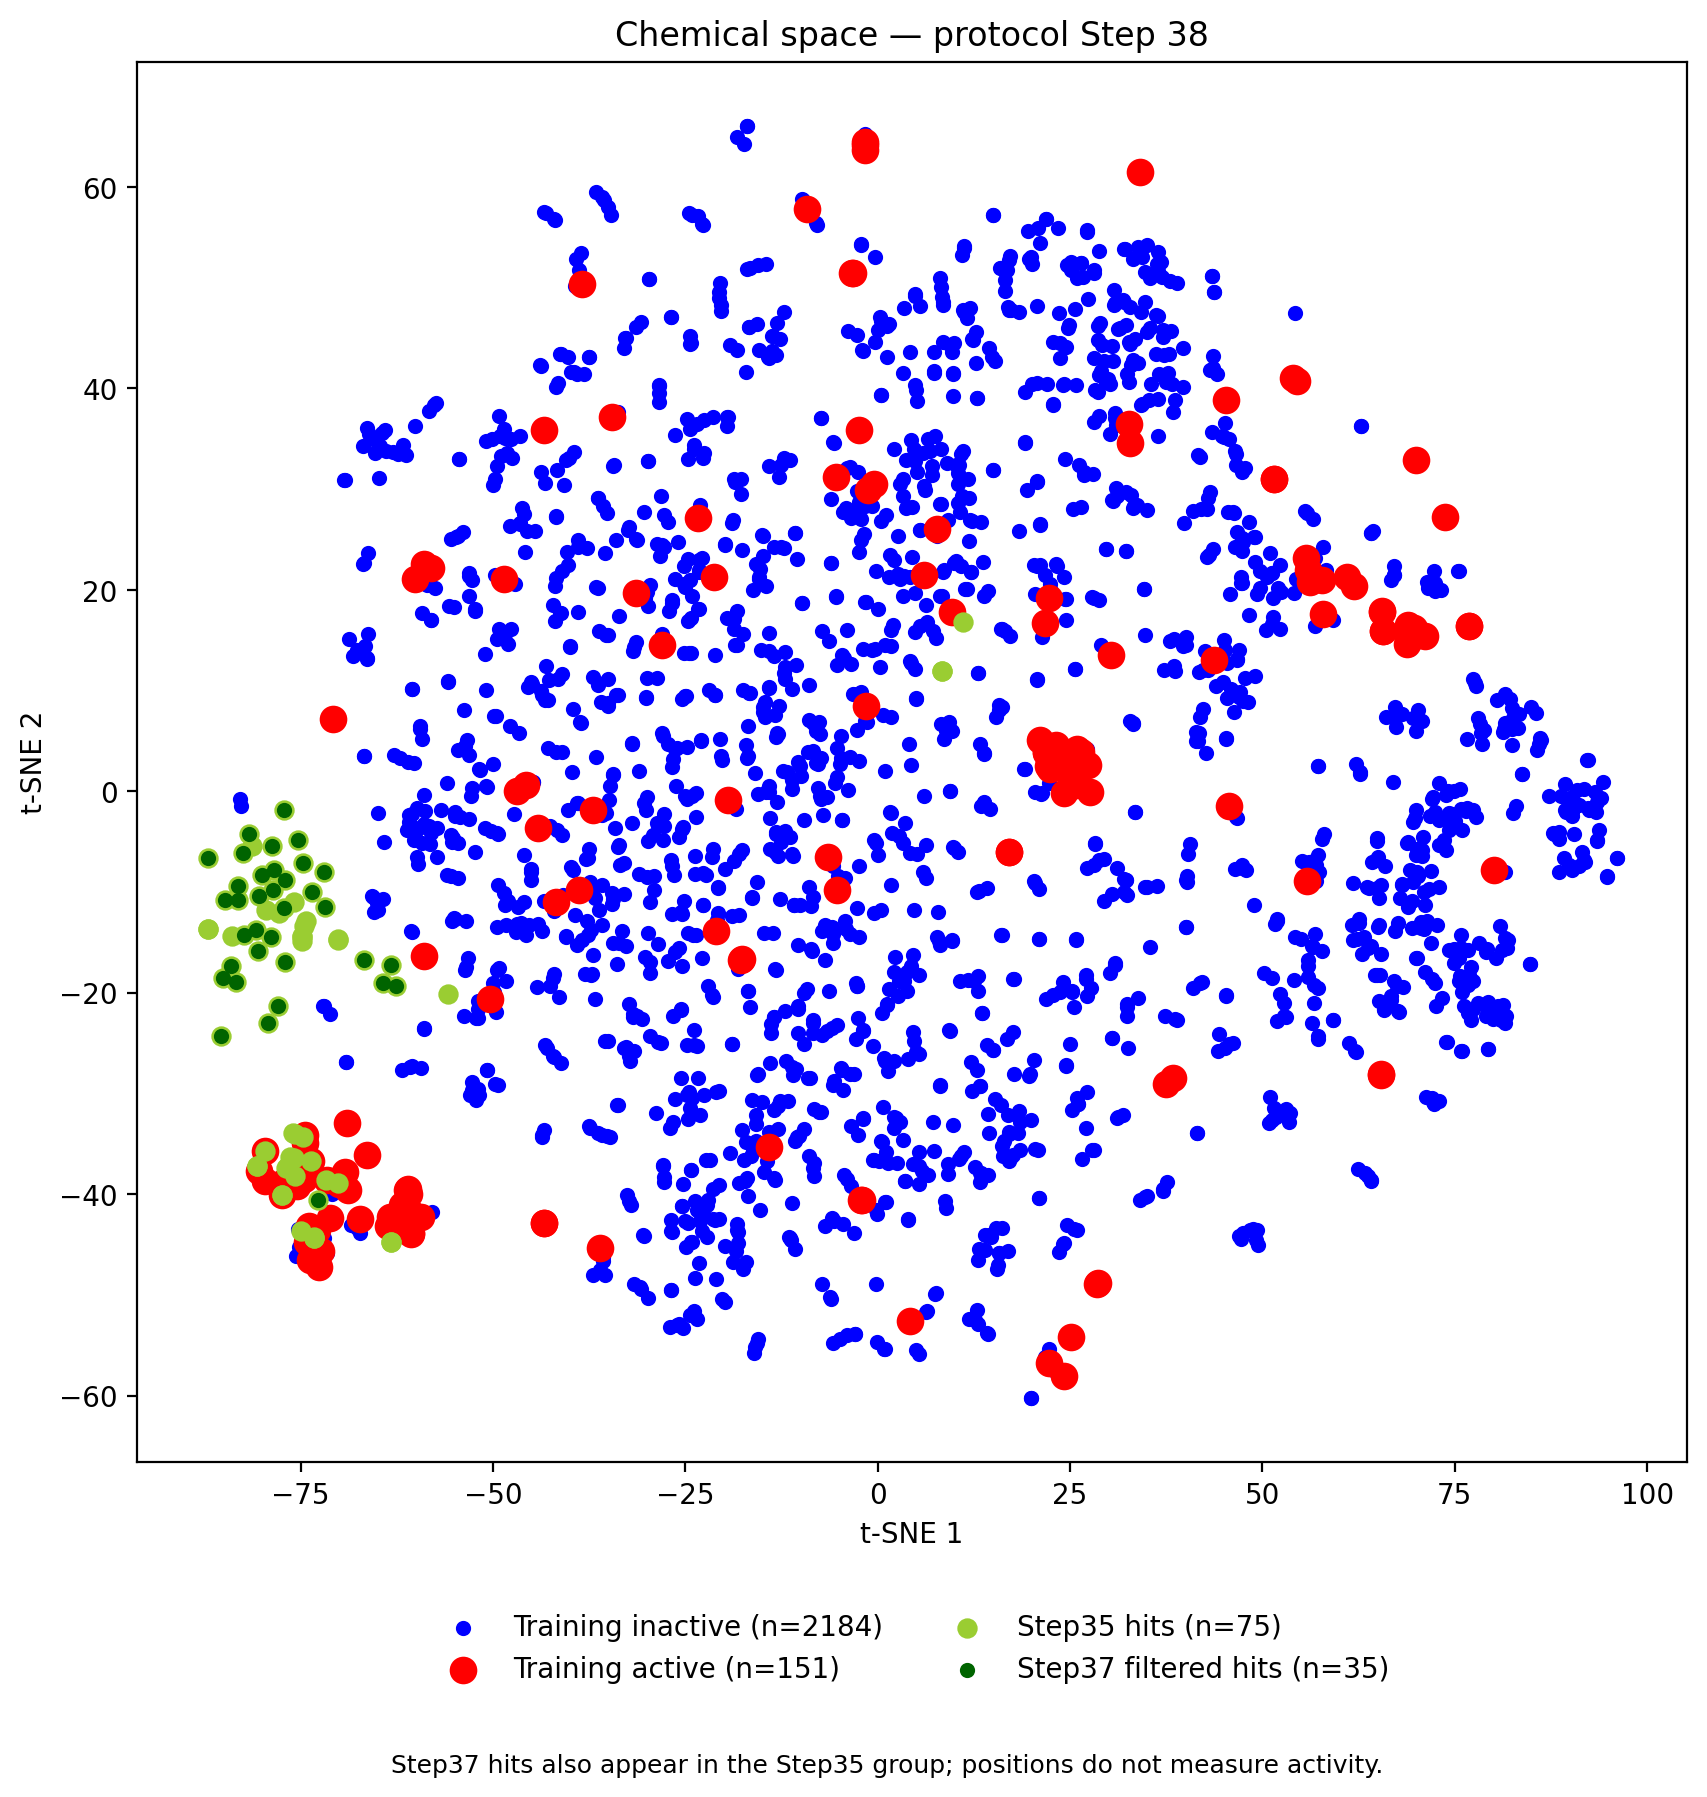 Chemical space — protocol Step 38
60
40
20
0
−20
−40
−60
t-SNE 2
−75
−50
−25
0
25
50
75
100
t-SNE 1
Training inactive (n=2184)
Training active (n=151)
Step35 hits (n=75)
Step37 filtered hits (n=35)
Step37 hits also appear in the Step35 group; positions do not measure activity.